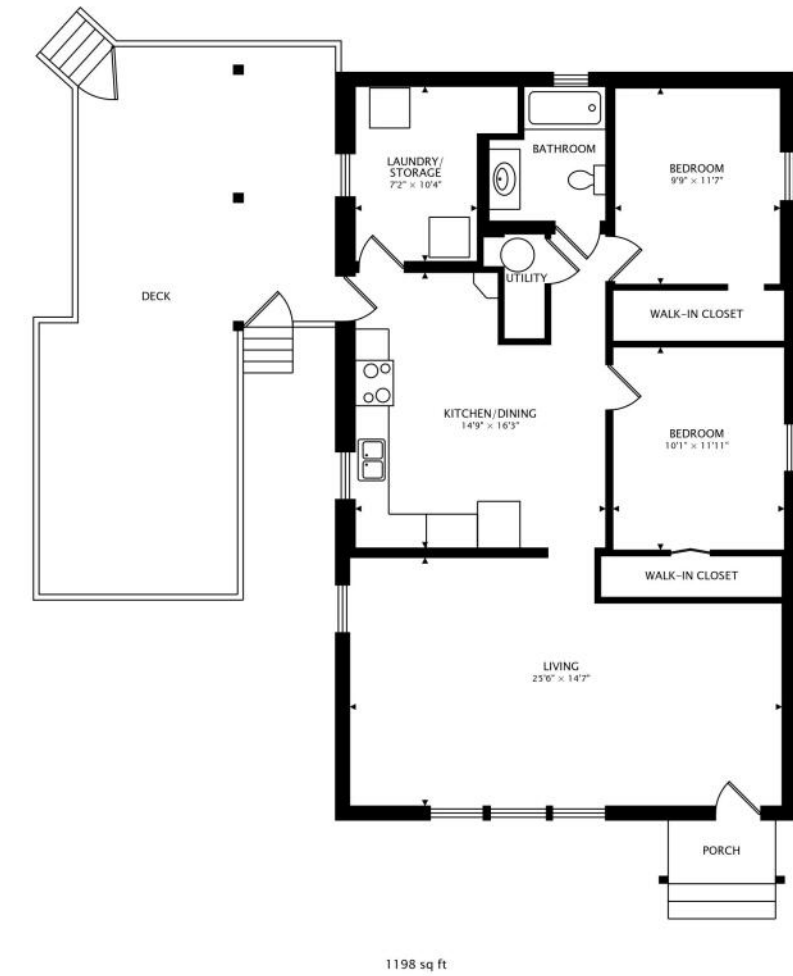 LAUNDRY/
STORAGE
7'2" × 10'4"
BATHROOM
BEDROOM
9'9" × 11'7"
UTILITY
DECK
WALK-IN CLOSET
KITCHEN/DINING
14'9" × 16'3"
BEDROOM
10'1" × 11'11"
WALK-IN CLOSET
LIVING
25'6" × 14'7"
PORCH
1198 sq ft